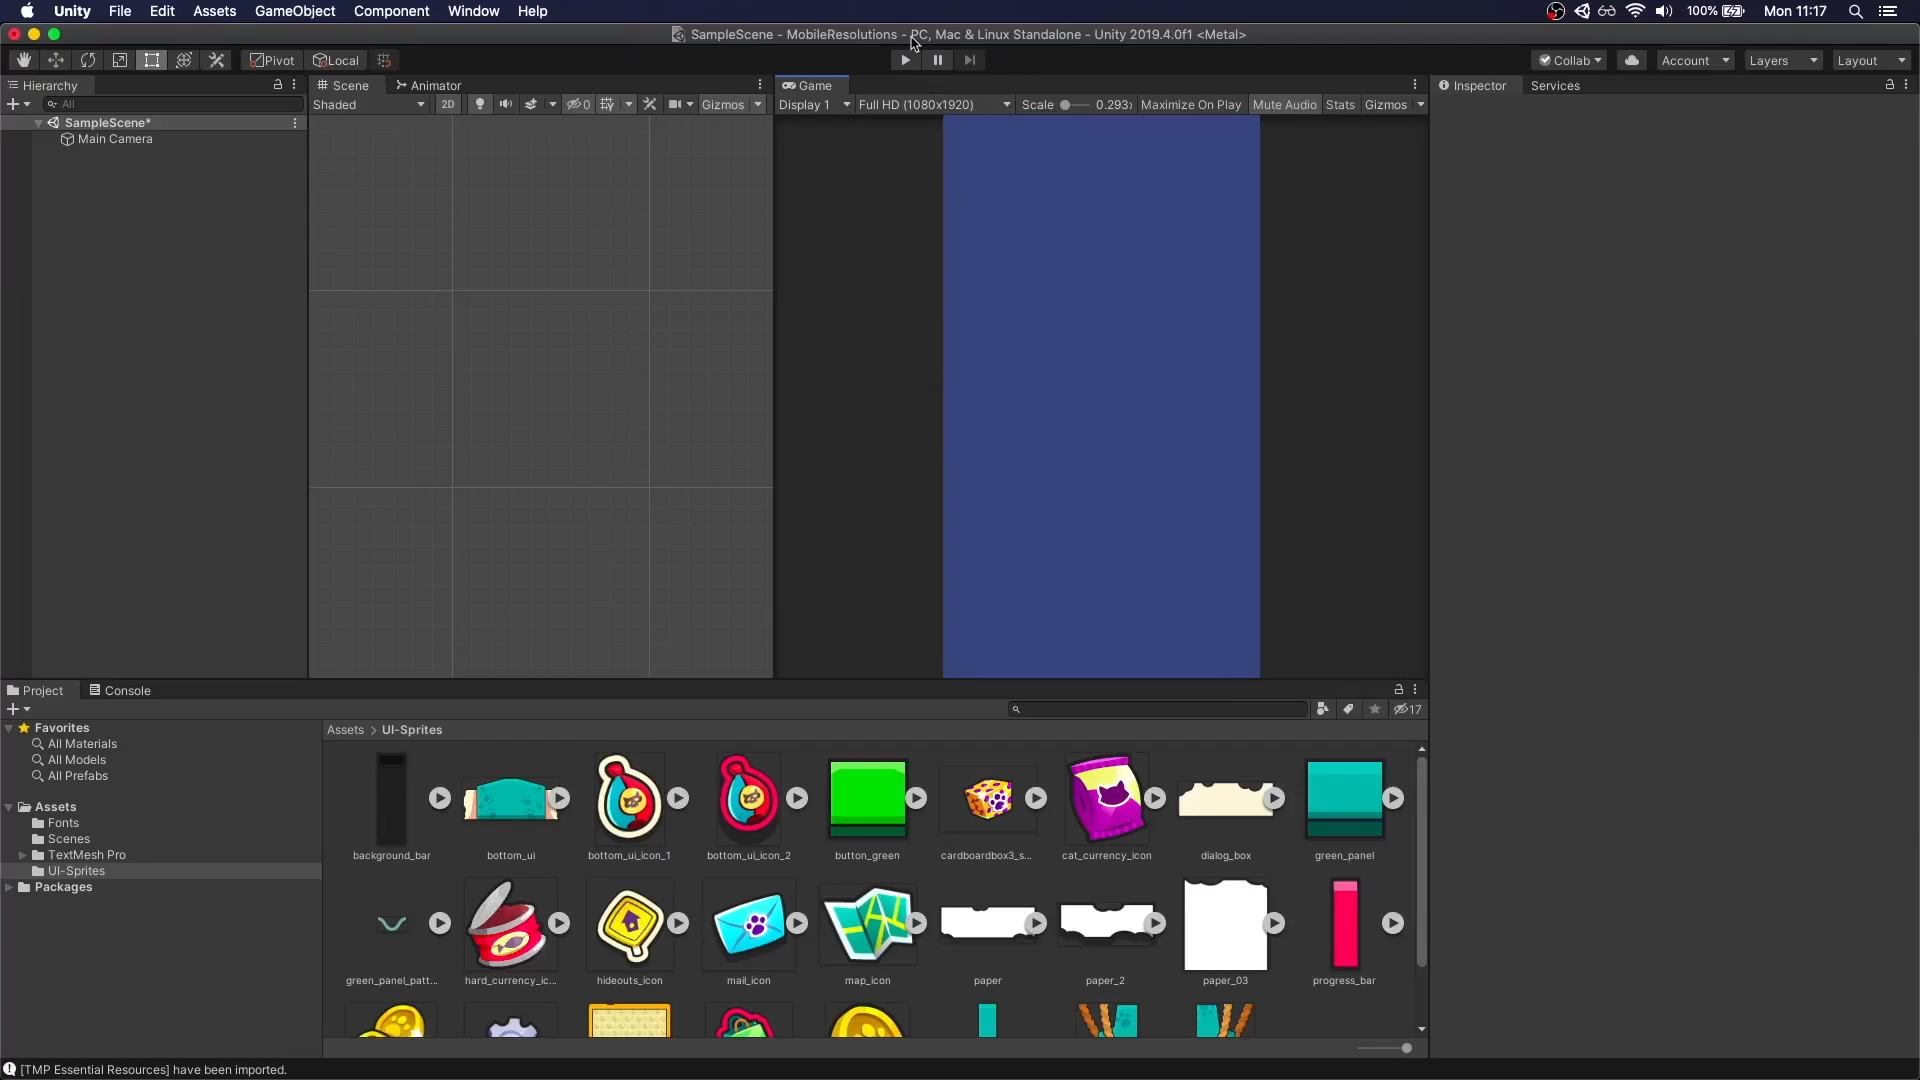 Unity File Edit Assets GameObject Component Window Help 100% Mon 11:17
SampleScene - MobileResolutions - PC, Mac & Linux Standalone - Unity 2019.4.0f1 <Metal>
Pivot Local Collab Account Layers Layout
Hierarchy Scene Animator Game Inspector Services
All Shaded 2D 0 Gizmos Display 1 Full HD (1080x1920) Scale 0.293 Maximize On Play Mute Audio Stats Gizmos
SampleScene*
Main Camera
Project Console
17
Favorites Assets > UI-Sprites
All Materials
All Models
All Prefabs
Assets
Fonts
Scenes
TextMesh Pro
UI-Sprites
Packages
background_bar bottom_ui bottom_ui_icon_1 bottom_ui_icon_2 button_green cardboardbox3_s... cat_currency_icon dialog_box green_panel
green_panel_patt... hard_currency_ic... hideouts_icon mail_icon map_icon paper paper_2 paper_03 progress_bar
[TMP Essential Resources] have been imported.